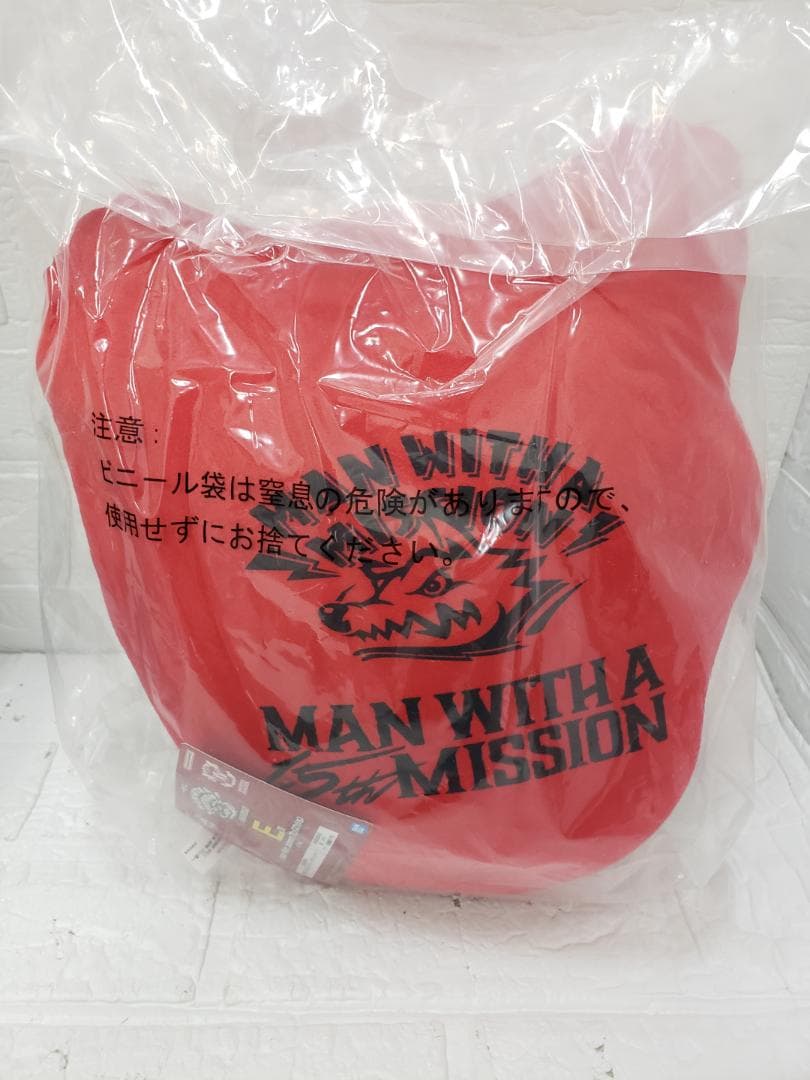 注意：
ビニール袋は窒息の危険がありますので、
使用せずにお捨てください。
MAN WITH A
MISSION
MAN WITH A
15th MISSION
E